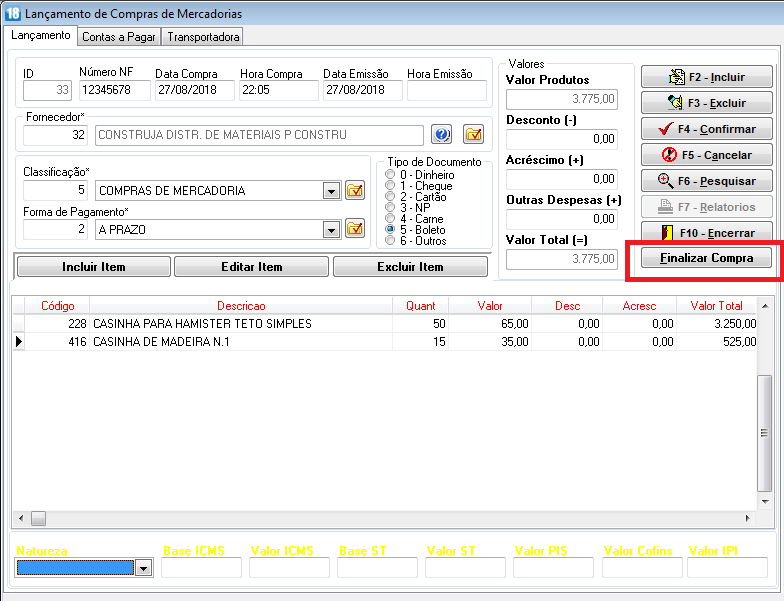 18 Lançamento de Compras de Mercadorias
Lançamento Contas a Pagar Transportadora
ID Número NF Data Compra Hora Compra Data Emissão Hora Emissão
33 12345678 27/08/2018 22:05 27/08/2018
Fornecedor*
32 CONSTRUJA DISTR. DE MATERIAIS P CONSTRU
Classificação*
5 COMPRAS DE MERCADORIA
Forma de Pagamento*
2 A PRAZO
Tipo de Documento
0 - Dinheiro
1 - Cheque
2 - Cartão
3 - NP
4 - Carne
5 - Boleto
6 - Outros
Valores
Valor Produtos
3.775,00
Desconto (-)
0,00
Acréscimo (+)
0,00
Outras Despesas (+)
0,00
Valor Total (=)
3.775,00
F2 - Incluir
F3 - Excluir
F4 - Confirmar
F5 - Cancelar
F6 - Pesquisar
F7 - Relatorios
F10 - Encerrar
Finalizar Compra
Incluir Item Editar Item Excluir Item
Código Descricao Quant Valor Desc Acresc Valor Total
228 CASINHA PARA HAMISTER TETO SIMPLES 50 65,00 0,00 0,00 3.250,00
416 CASINHA DE MADEIRA N.1 15 35,00 0,00 0,00 525,00
Natureza Base ICMS Valor ICMS Base ST Valor ST Valor PIS Valor Cofins Valor IPI